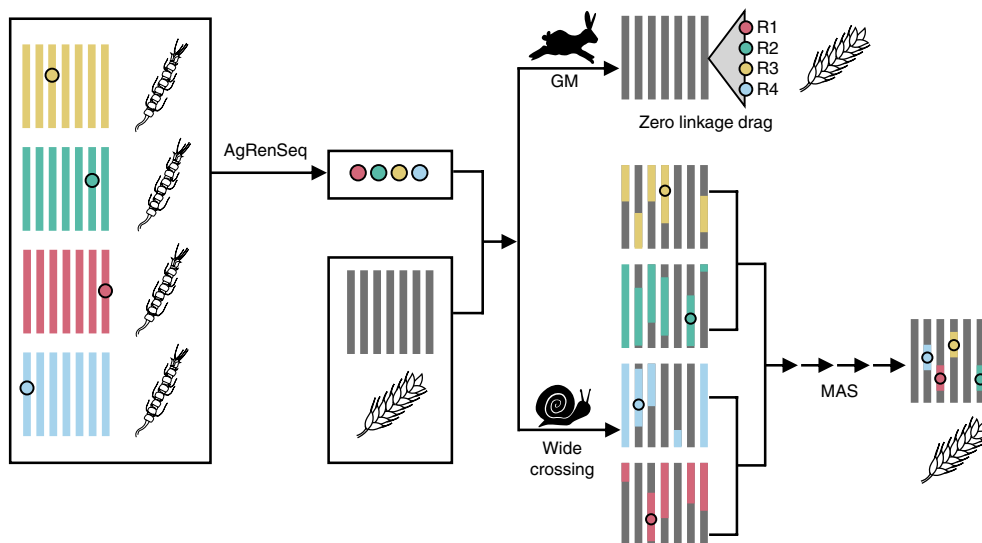 AgRenSeq
GM
R1
R2
R3
R4
Zero linkage drag
Wide
crossing
MAS